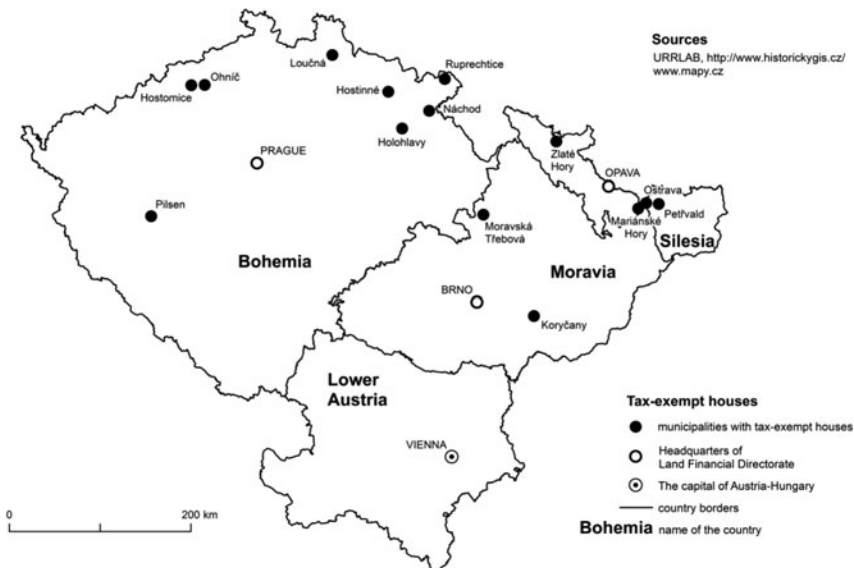 Sources
URRLAB, http://www.historickygis.cz/
www.mapy.cz
Loučná
Ruprechtice
Ohníč
Hostomice
Hostinné
Náchod
Holohlavy
PRAGUE
Zlaté
Hory
OPAVA
Ostrava
Petřvald
Mariánské
Hory
Silesia
Pilsen
Moravská
Třebová
Bohemia
Moravia
BRNO
Koryčany
Lower
Austria
VIENNA
Tax-exempt houses
municipalities with tax-exempt houses
Headquarters of
Land Financial Directorate
The capital of Austria-Hungary
country borders
Bohemia name of the country
0 200 km